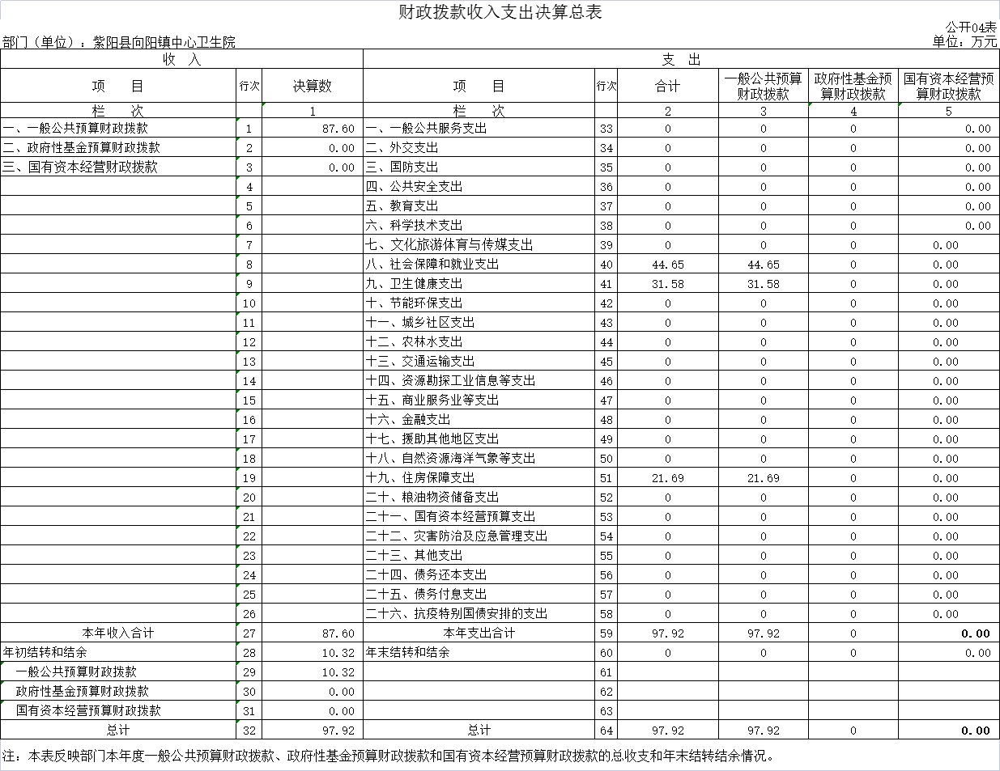 财政拨款收入支出决算总表
公开04表
部门（单位）：紫阳县向阳镇中心卫生院 单位：万元
收 入 支 出
项 目 行次 决算数 项 目 行次 合计 一般公共预算财政拨款 政府性基金预算财政拨款 国有资本经营预算财政拨款
栏 次 1 栏 次 2 3 4 5
一、一般公共预算财政拨款 1 87.60 一、一般公共服务支出 33 0 0 0 0.00
二、政府性基金预算财政拨款 2 0.00 二、外交支出 34 0 0 0 0.00
三、国有资本经营财政拨款 3 0.00 三、国防支出 35 0 0 0 0.00
4 四、公共安全支出 36 0 0 0 0.00
5 五、教育支出 37 0 0 0 0.00
6 六、科学技术支出 38 0 0 0 0.00
7 七、文化旅游体育与传媒支出 39 0 0 0 0.00
8 八、社会保障和就业支出 40 44.65 44.65 0 0.00
9 九、卫生健康支出 41 31.58 31.58 0 0.00
10 十、节能环保支出 42 0 0 0 0.00
11 十一、城乡社区支出 43 0 0 0 0.00
12 十二、农林水支出 44 0 0 0 0.00
13 十三、交通运输支出 45 0 0 0 0.00
14 十四、资源勘探工业信息等支出 46 0 0 0 0.00
15 十五、商业服务业等支出 47 0 0 0 0.00
16 十六、金融支出 48 0 0 0 0.00
17 十七、援助其他地区支出 49 0 0 0 0.00
18 十八、自然资源海洋气象等支出 50 0 0 0 0.00
19 十九、住房保障支出 51 21.69 21.69 0 0.00
20 二十、粮油物资储备支出 52 0 0 0 0.00
21 二十一、国有资本经营预算支出 53 0 0 0 0.00
22 二十二、灾害防治及应急管理支出 54 0 0 0 0.00
23 二十三、其他支出 55 0 0 0 0.00
24 二十四、债务还本支出 56 0 0 0 0.00
25 二十五、债务付息支出 57 0 0 0 0.00
26 二十六、抗疫特别国债安排的支出 58 0 0 0 0.00
本年收入合计 27 87.60 本年支出合计 59 97.92 97.92 0 0.00
年初结转和结余 28 10.32 年末结转和结余 60 0 0 0 0.00
一般公共预算财政拨款 29 10.32 61
政府性基金预算财政拨款 30 0.00 62
国有资本经营预算财政拨款 31 0.00 63
总计 32 97.92 总计 64 97.92 97.92 0 0.00
注：本表反映部门本年度一般公共预算财政拨款、政府性基金预算财政拨款和国有资本经营预算财政拨款的总收支和年末结转结余情况。